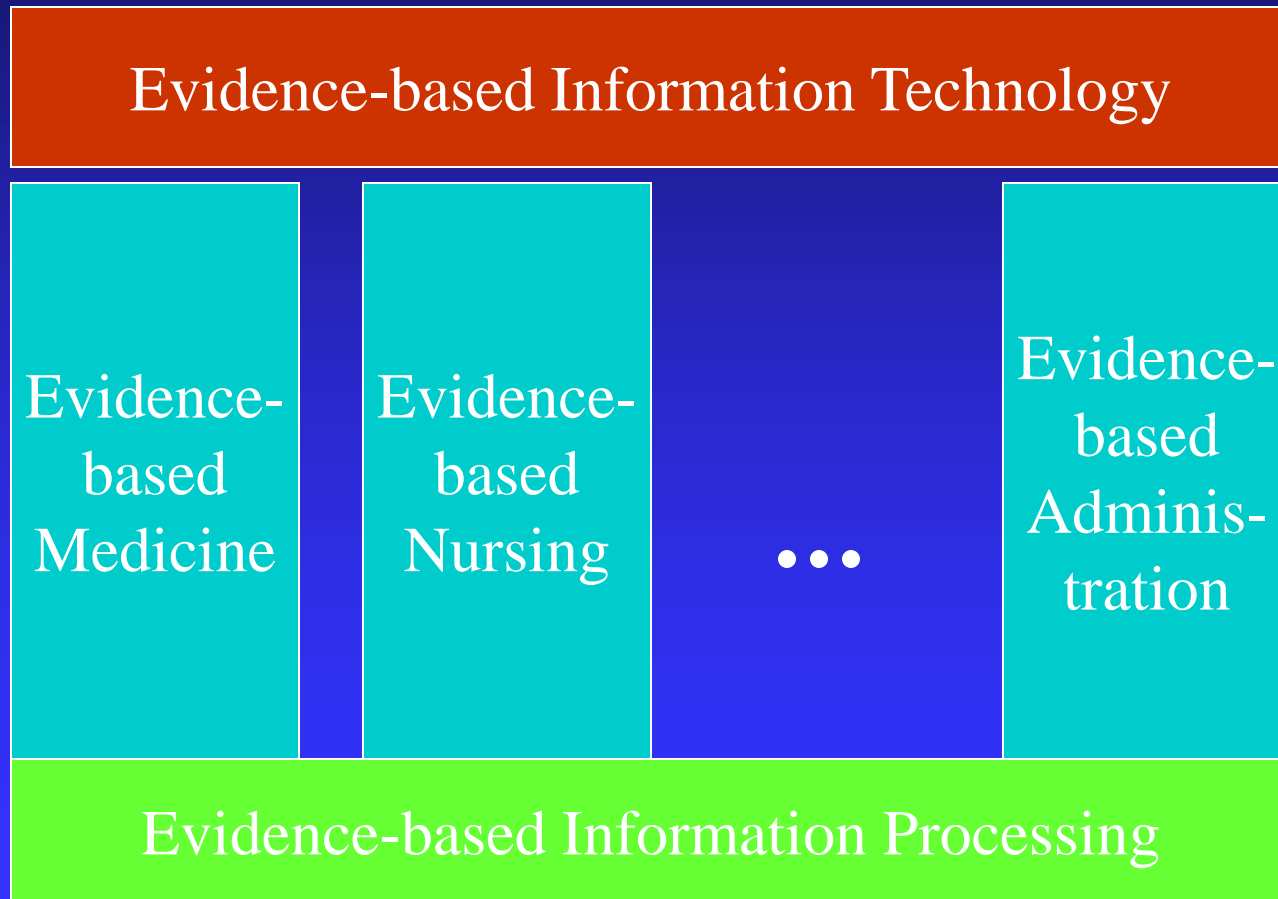 Evidence-based Information Technology
Evidence-
based
Medicine
Evidence-
based
Nursing
...
Evidence-
based
Adminis-
tration
Evidence-based Information Processing